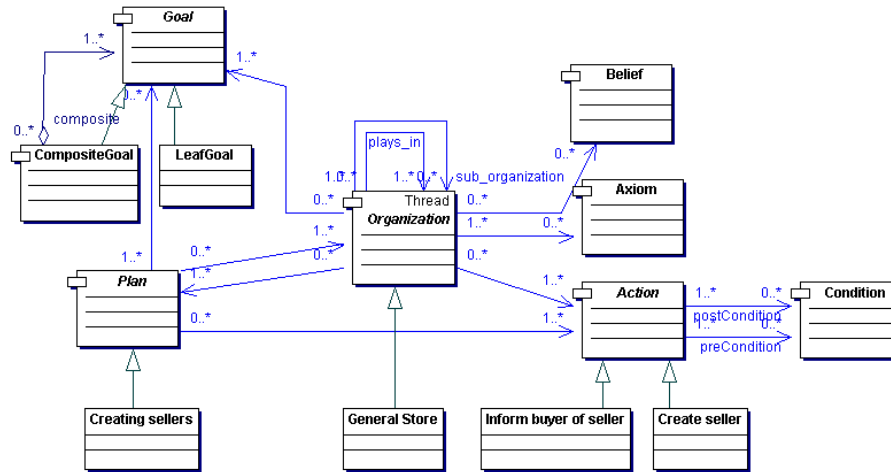 Goal
1..*
1..*
Belief
0..*
composite
0..*
plays_in
CompositeGoal
LeafGoal
0..*
1..*
0..*
sub_organization
Thread
Organization
0..*
0..*
Axiom
1..*
0..*
1..*
0..*
1..*
0..*
0..*
1..*
Plan
1..*
Action
1..*
0..*
Condition
postCondition
0..*
1..*
1..*
0..*
preCondition
Creating sellers
General Store
Inform buyer of seller
Create seller